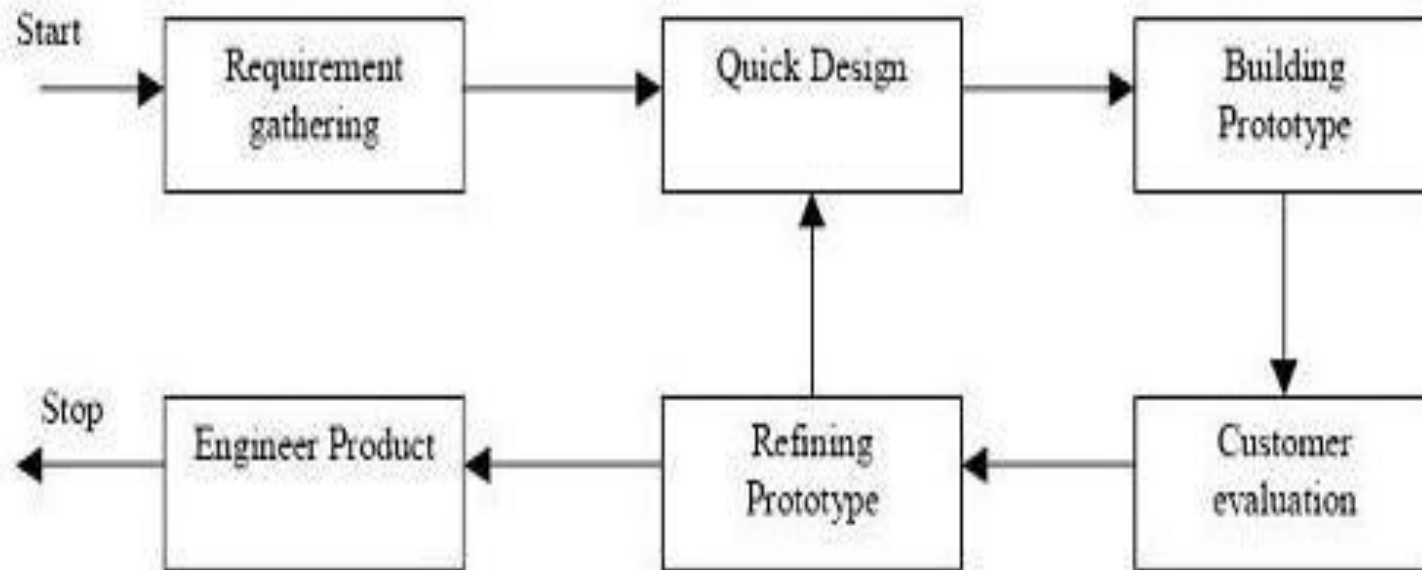 Start
Requirement
gathering
Quick Design
Building
Prototype
Stop
Engineer Product
Refining
Prototype
Customer
evaluation